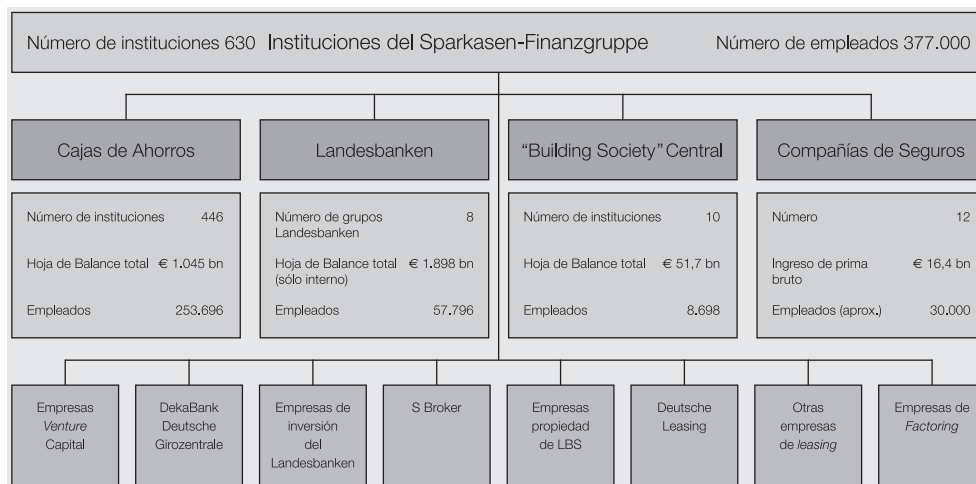 Número de instituciones 630 Instituciones del Sparkasen-Finanzgruppe Número de empleados 377.000
Cajas de Ahorros
Número de instituciones 446
Hoja de Balance total € 1.045 bn
Empleados 253.696
Landesbanken
Número de grupos 8
Landesbanken
Hoja de Balance total € 1.898 bn
(sólo interno)
Empleados 57.796
“Building Society” Central
Número de instituciones 10
Hoja de Balance total € 51,7 bn
Empleados 8.698
Compañías de Seguros
Número 12
Ingreso de prima € 16,4 bn
bruto
Empleados (aprox.) 30.000
Empresas
Venture
Capital
DekaBank
Deutsche
Girozentrale
Empresas de
inversión
del
Landesbanken
S Broker
Empresas
propiedad
de LBS
Deutsche
Leasing
Otras
empresas
de leasing
Empresas de
Factoring